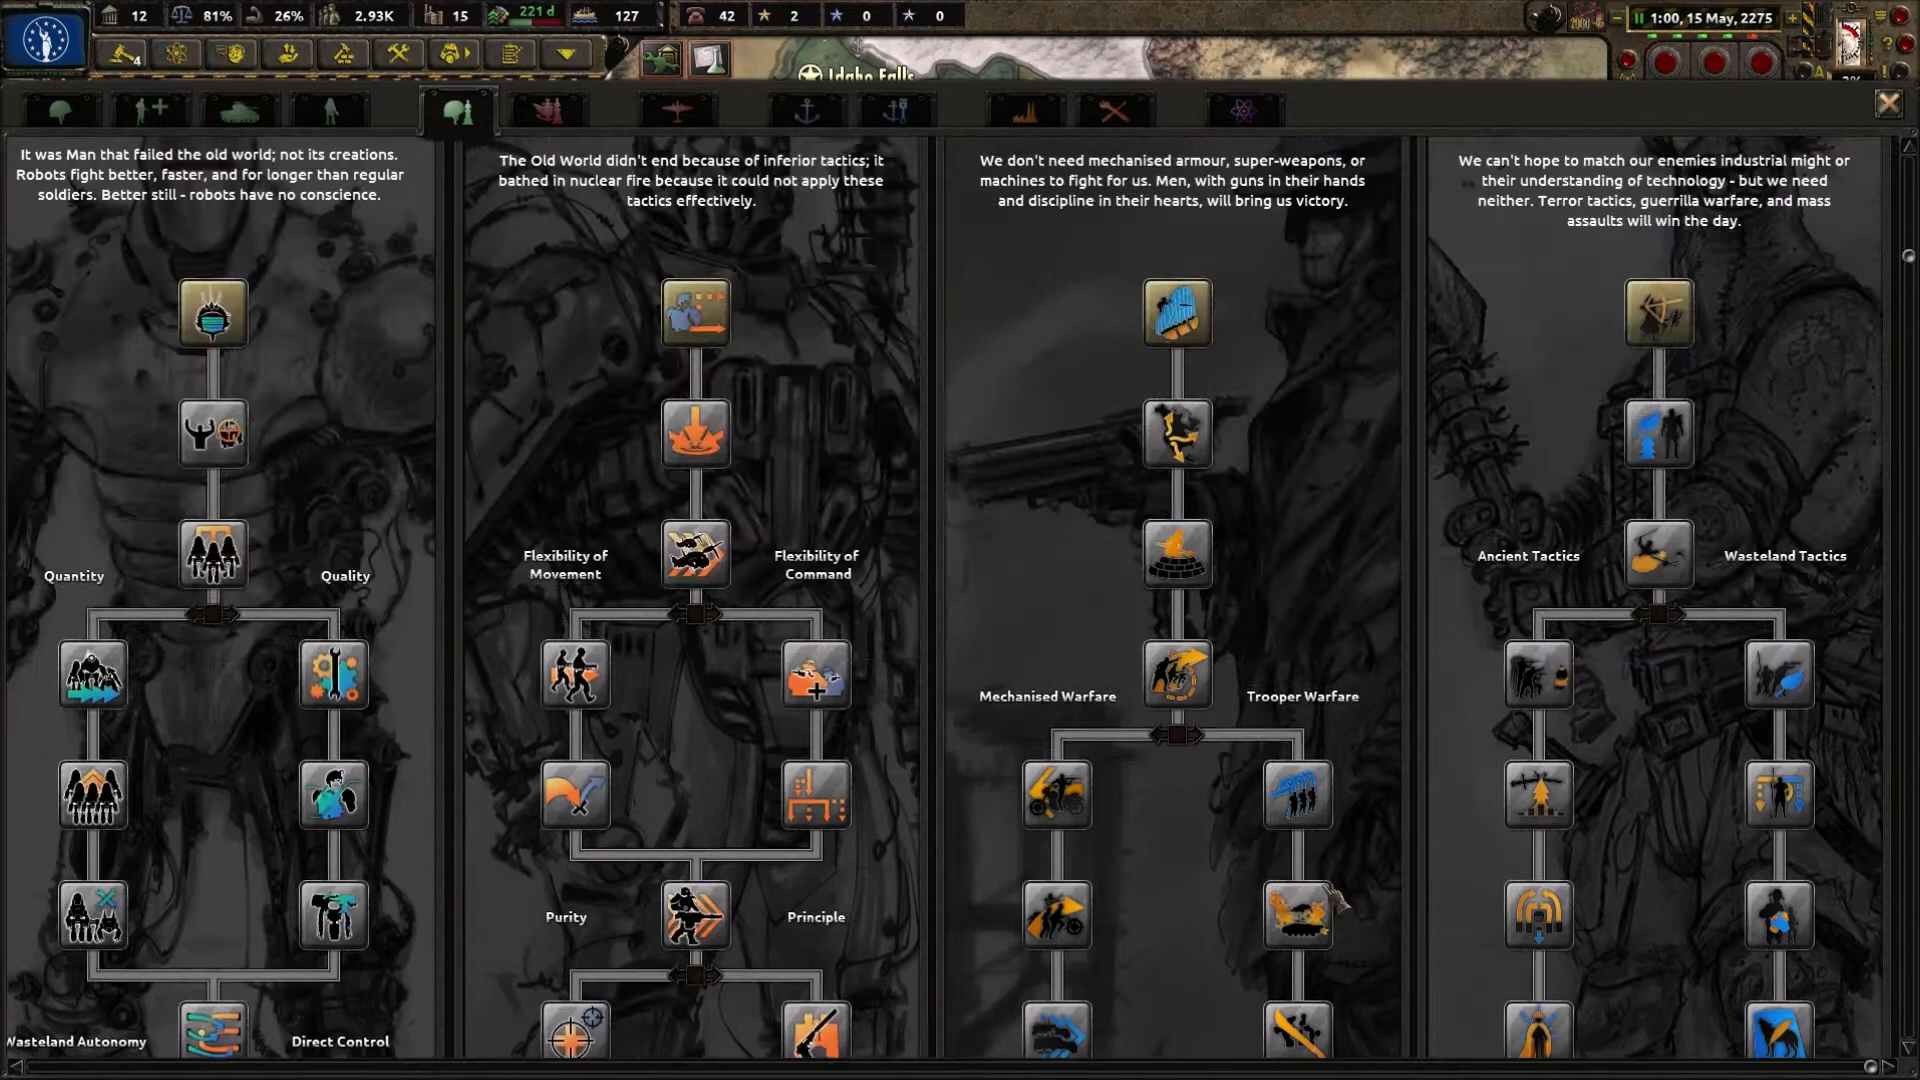 12
81%
26%
2.93K
15
221 d
127
42
2
0
0
1:00, 15 May, 2275
4
Idaho Falls
It was Man that failed the old world; not its creations.
Robots fight better, faster, and for longer than regular
soldiers. Better still - robots have no conscience.
The Old World didn't end because of inferior tactics; it
bathed in nuclear fire because it could not apply these
tactics effectively.
We don't need mechanised armour, super-weapons, or
machines to fight for us. Men, with guns in their hands
and discipline in their hearts, will bring us victory.
We can't hope to match our enemies industrial might or
their understanding of technology - but we need
neither. Terror tactics, guerrilla warfare, and mass
assaults will win the day.
Quantity
Quality
Flexibility of
Movement
Flexibility of
Command
Ancient Tactics
Wasteland Tactics
Mechanised Warfare
Trooper Warfare
Purity
Principle
Wasteland Autonomy
Direct Control